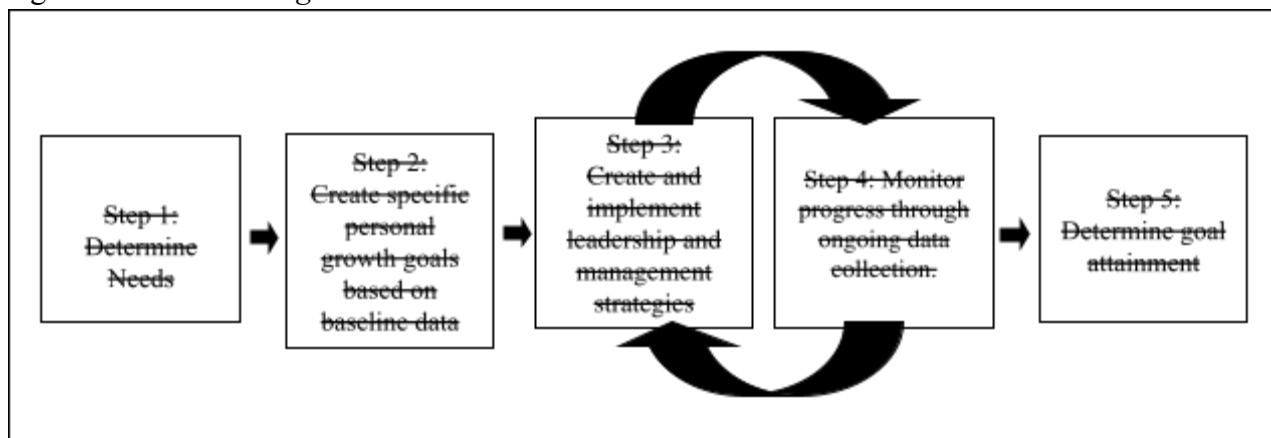 Step 1:
Determine
Needs
Step 2:
Create specific
personal
growth goals
based on
baseline data
Step 3:
Create and
implement
leadership and
management
strategies
Step 4: Monitor
progress through
ongoing data
collection.
Step 5:
Determine goal
attainment